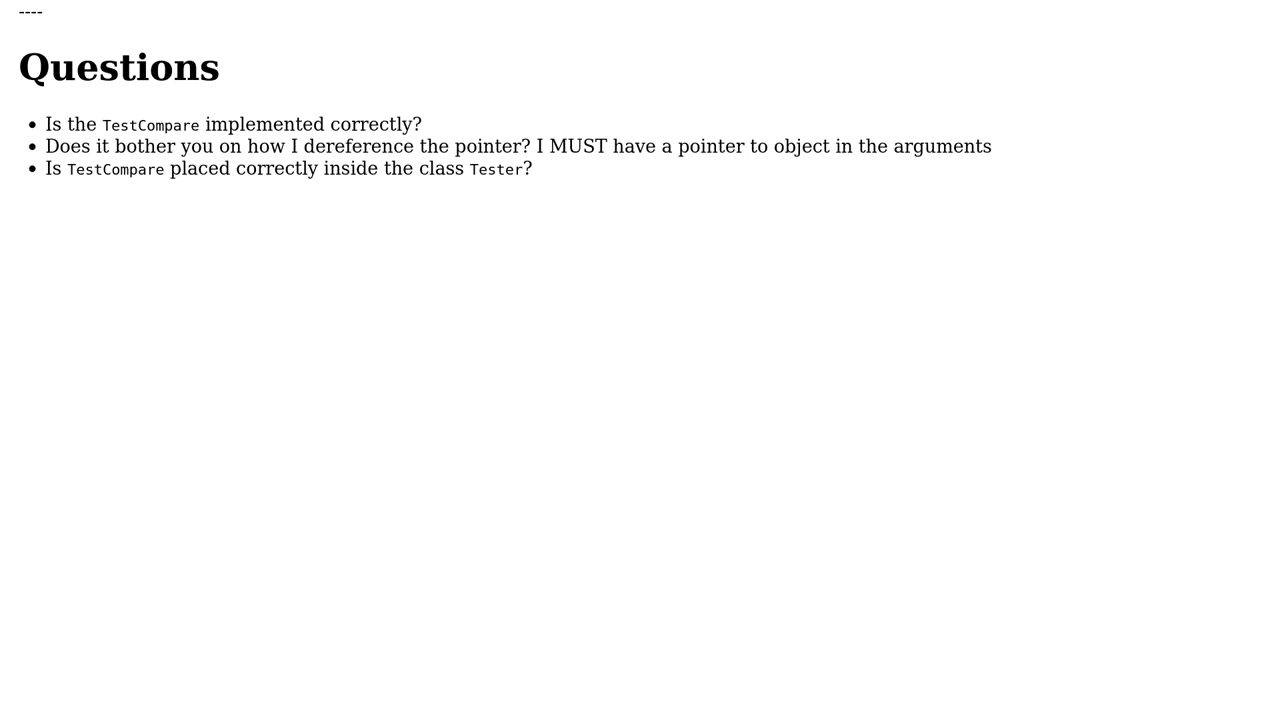 ----
Questions
• Is the TestCompare implemented correctly?
• Does it bother you on how I dereference the pointer? I MUST have a pointer to object in the arguments
• Is TestCompare placed correctly inside the class Tester?